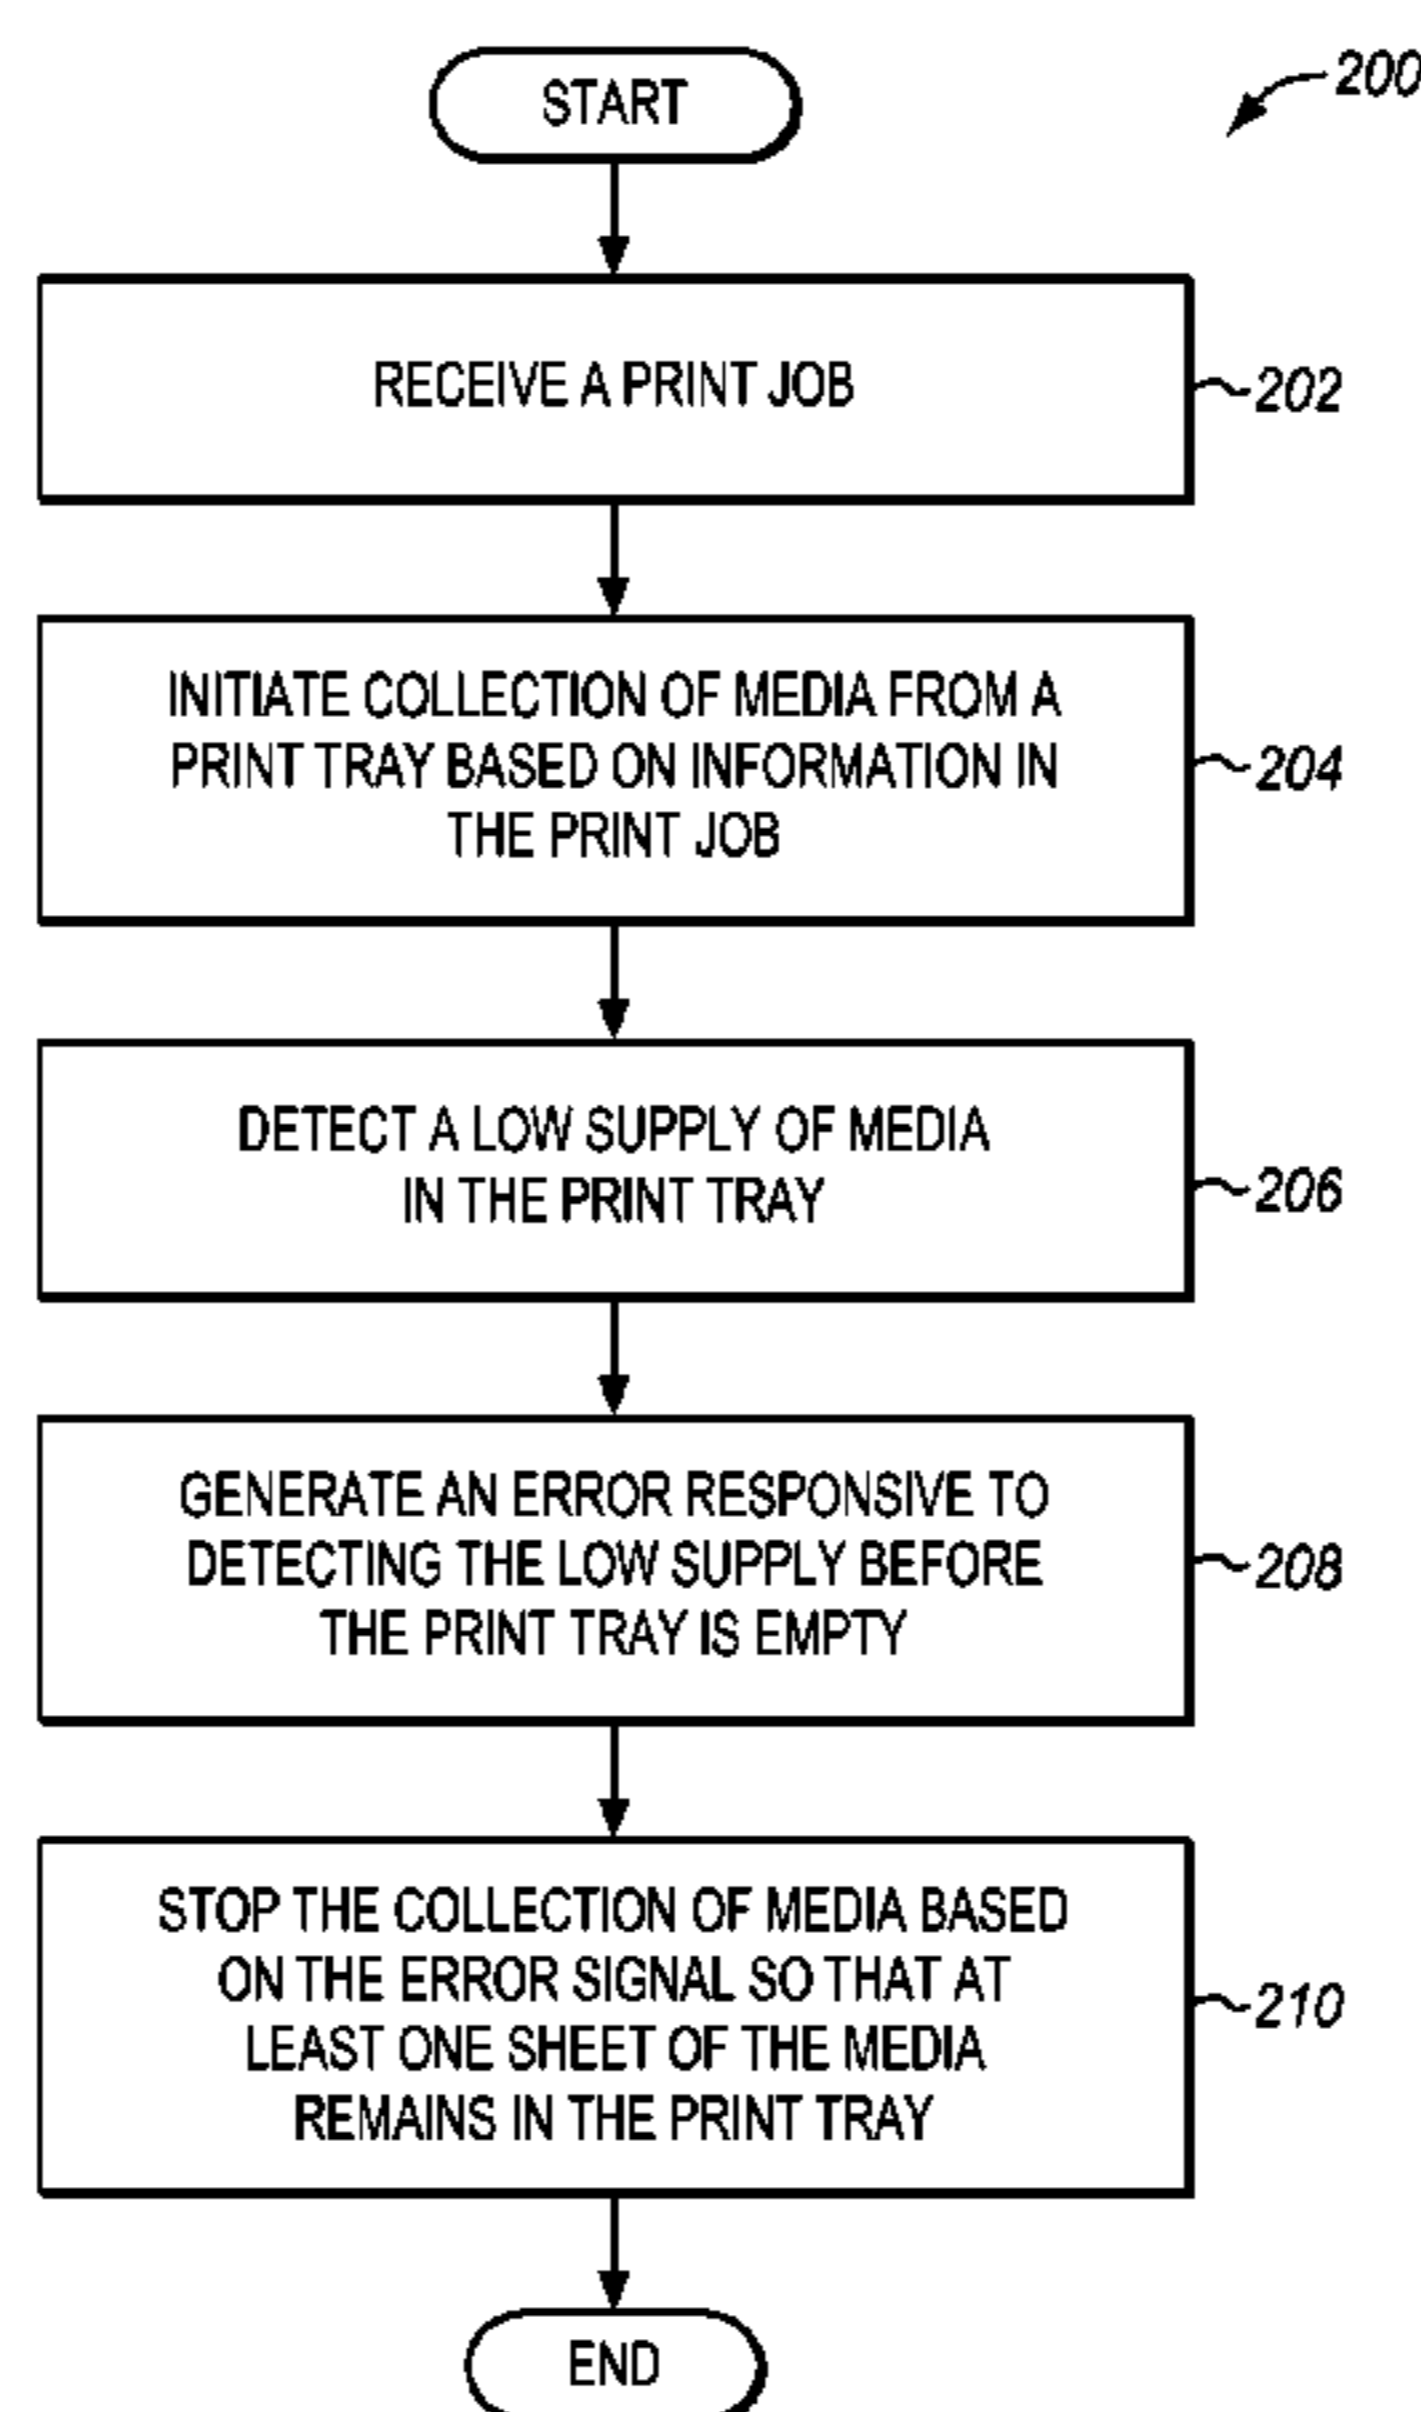 START
200
RECEIVE A PRINT JOB
202
INITIATE COLLECTION OF MEDIA FROM A
PRINT TRAY BASED ON INFORMATION IN
THE PRINT JOB
204
DETECT A LOW SUPPLY OF MEDIA
IN THE PRINT TRAY
206
GENERATE AN ERROR RESPONSIVE TO
DETECTING THE LOW SUPPLY BEFORE
THE PRINT TRAY IS EMPTY
208
STOP THE COLLECTION OF MEDIA BASED
ON THE ERROR SIGNAL SO THAT AT
LEAST ONE SHEET OF THE MEDIA
REMAINS IN THE PRINT TRAY
210
END